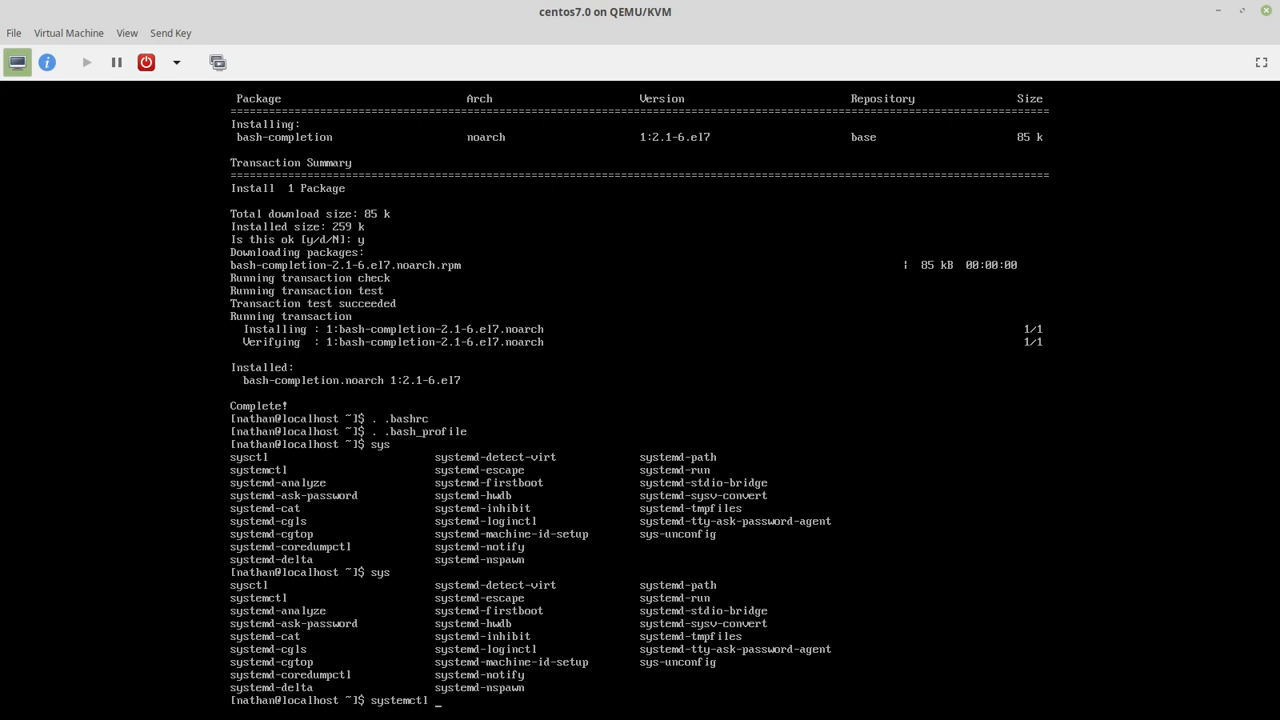 centos7.0 on QEMU/KVM
File Virtual Machine View Send Key
Package Arch Version Repository Size
================================================================================================================================
Installing:
bash-completion noarch 1:2.1-6.el7 base 85 k
Transaction Summary
================================================================================================================================
Install 1 Package
Total download size: 85 k
Installed size: 259 k
Is this ok [y/d/N]: y
Downloading packages:
bash-completion-2.1-6.el7.noarch.rpm | 85 kB 00:00:00
Running transaction check
Running transaction test
Transaction test succeeded
Running transaction
Installing : 1:bash-completion-2.1-6.el7.noarch 1/1
Verifying : 1:bash-completion-2.1-6.el7.noarch 1/1
Installed:
bash-completion.noarch 1:2.1-6.el7
Complete!
[nathan@localhost ~]$ . .bashrc
[nathan@localhost ~]$ . .bash_profile
[nathan@localhost ~]$ sys
sysctl systemd-detect-virt systemd-path
systemctl systemd-escape systemd-run
systemd-analyze systemd-firstboot systemd-stdio-bridge
systemd-ask-password systemd-hwdb systemd-sysv-convert
systemd-cat systemd-inhibit systemd-tmpfiles
systemd-cgls systemd-loginctl systemd-tty-ask-password-agent
systemd-cgtop systemd-machine-id-setup sys-unconfig
systemd-coredumpctl systemd-notify
systemd-delta systemd-nspawn
[nathan@localhost ~]$ sys
sysctl systemd-detect-virt systemd-path
systemctl systemd-escape systemd-run
systemd-analyze systemd-firstboot systemd-stdio-bridge
systemd-ask-password systemd-hwdb systemd-sysv-convert
systemd-cat systemd-inhibit systemd-tmpfiles
systemd-cgls systemd-loginctl systemd-tty-ask-password-agent
systemd-cgtop systemd-machine-id-setup sys-unconfig
systemd-coredumpctl systemd-notify
systemd-delta systemd-nspawn
[nathan@localhost ~]$ systemctl _